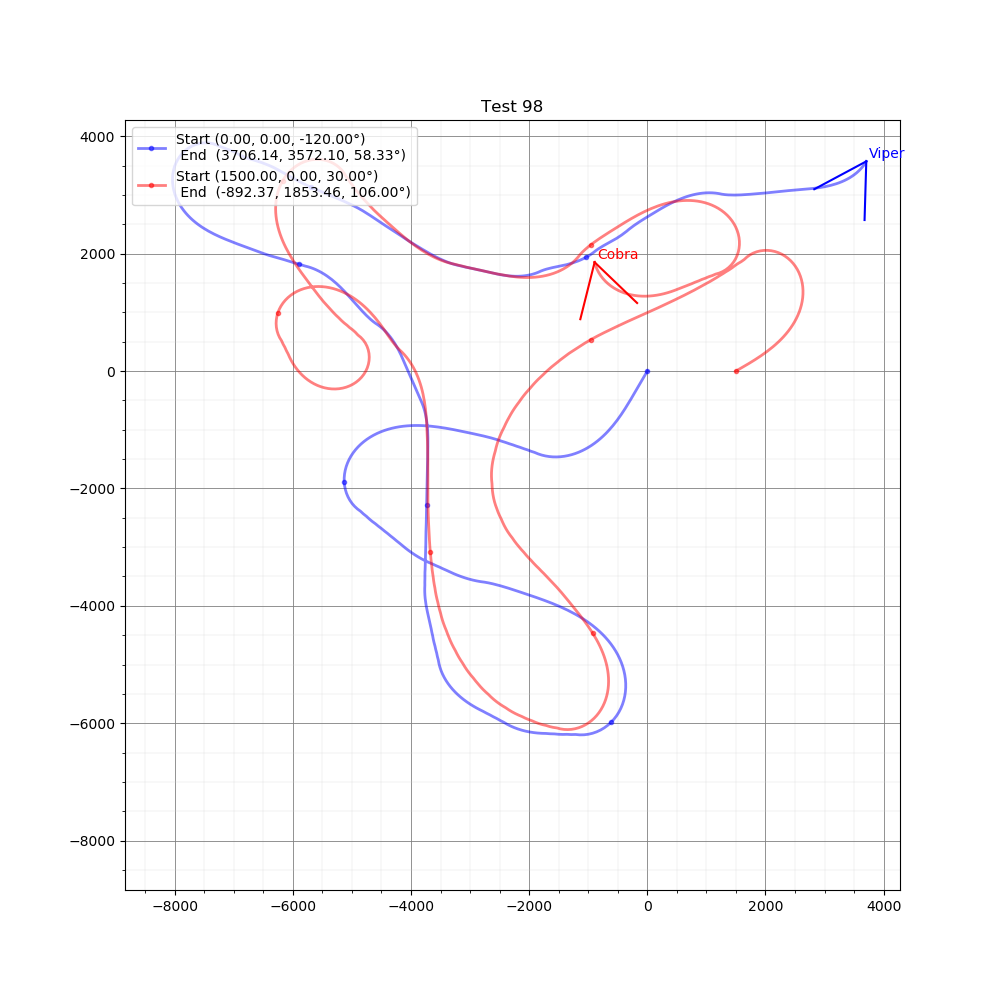 Test 98
Start (0.00, 0.00, -120.00°)
End (3706.14, 3572.10, 58.33°)
Start (1500.00, 0.00, 30.00°)
End (-892.37, 1853.46, 106.00°)
Viper
Cobra
4000
2000
0
−2000
−4000
−6000
−8000
−8000 −6000 −4000 −2000 0 2000 4000